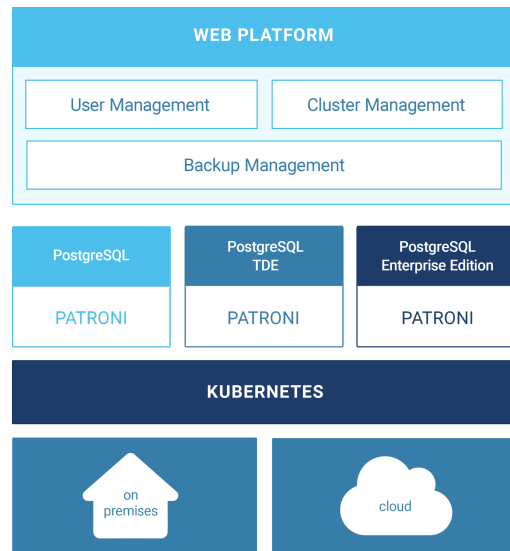 WEB PLATFORM
User Management
Cluster Management
Backup Management
PostgreSQL
PATRONI
PostgreSQL
TDE
PATRONI
PostgreSQL
Enterprise Edition
PATRONI
KUBERNETES
on
premises
cloud